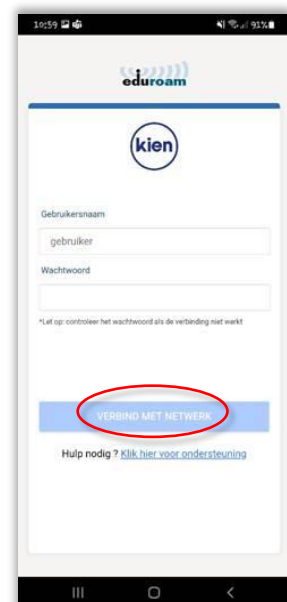 10:59 91%
eduroam
kien
Gebruikersnaam
gebruiker
Wachtwoord
*Let op: controleer het wachtwoord als de verbinding niet werkt
VERBIND MET NETWERK
Hulp nodig ? Klik hier voor ondersteuning